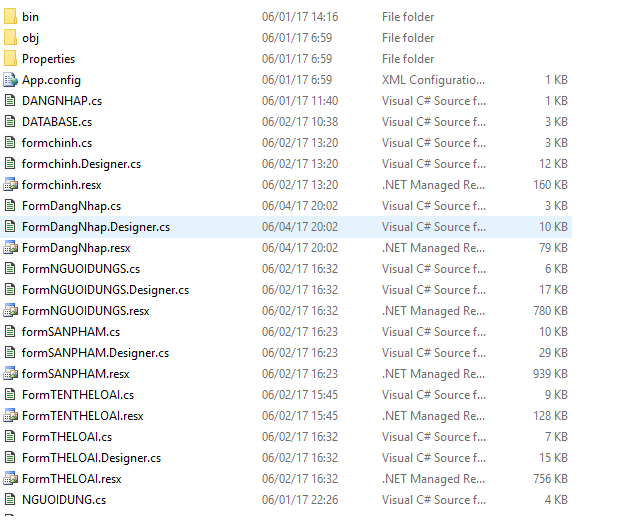 bin 06/01/17 14:16 File folder
obj 06/01/17 6:59 File folder
Properties 06/01/17 6:59 File folder
App.config 06/01/17 6:59 XML Configuratio... 1 KB
DANGNHAP.cs 06/01/17 11:40 Visual C# Source f... 1 KB
DATABASE.cs 06/02/17 10:38 Visual C# Source f... 3 KB
formchinh.cs 06/02/17 13:20 Visual C# Source f... 3 KB
formchinh.Designer.cs 06/02/17 13:20 Visual C# Source f... 12 KB
formchinh.resx 06/02/17 13:20 .NET Managed Re... 160 KB
FormDangNhap.cs 06/04/17 20:02 Visual C# Source f... 3 KB
FormDangNhap.Designer.cs 06/04/17 20:02 Visual C# Source f... 10 KB
FormDangNhap.resx 06/04/17 20:02 .NET Managed Re... 79 KB
FormNGUOIDUNGS.cs 06/02/17 16:32 Visual C# Source f... 6 KB
FormNGUOIDUNGS.Designer.cs 06/02/17 16:32 Visual C# Source f... 17 KB
FormNGUOIDUNGS.resx 06/02/17 16:32 .NET Managed Re... 780 KB
formSANPHAM.cs 06/02/17 16:23 Visual C# Source f... 10 KB
formSANPHAM.Designer.cs 06/02/17 16:23 Visual C# Source f... 29 KB
formSANPHAM.resx 06/02/17 16:23 .NET Managed Re... 939 KB
FormTENTHELOAI.cs 06/02/17 15:45 Visual C# Source f... 9 KB
FormTENTHELOAI.resx 06/02/17 15:45 .NET Managed Re... 128 KB
FormTHELOAI.cs 06/02/17 16:32 Visual C# Source f... 7 KB
FormTHELOAI.Designer.cs 06/02/17 16:32 Visual C# Source f... 15 KB
FormTHELOAI.resx 06/02/17 16:32 .NET Managed Re... 756 KB
NGUOIDUNG.cs 06/01/17 22:26 Visual C# Source f... 4 KB